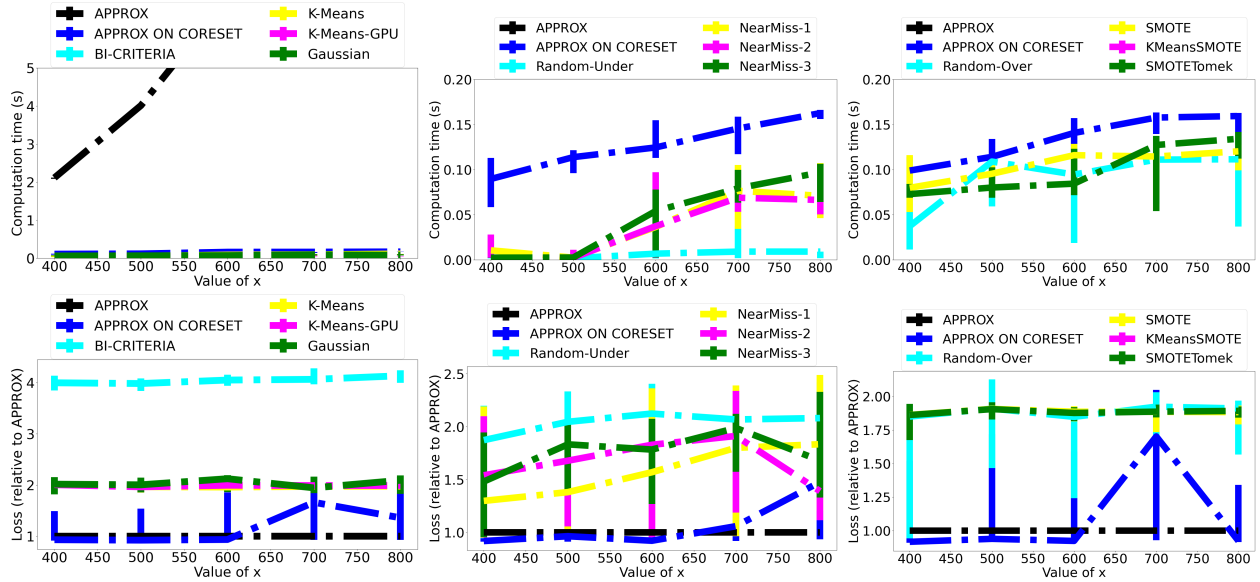 APPROX
APPROX ON CORESET
BI-CRITERIA
K-Means
K-Means-GPU
Gaussian
Computation time (s)
5
4
3
2
1
0
400 450 500 550 600 650 700 750 800
Value of x
APPROX
APPROX ON CORESET
Random-Under
NearMiss-1
NearMiss-2
NearMiss-3
Computation time (s)
0.20
0.15
0.10
0.05
0.00
400 450 500 550 600 650 700 750 800
Value of x
APPROX
APPROX ON CORESET
Random-Over
SMOTE
KMeansSMOTE
SMOTETomek
Computation time (s)
0.20
0.15
0.10
0.05
0.00
400 450 500 550 600 650 700 750 800
Value of x
APPROX
APPROX ON CORESET
BI-CRITERIA
K-Means
K-Means-GPU
Gaussian
Loss (relative to APPROX)
4
3
2
1
400 450 500 550 600 650 700 750 800
Value of x
APPROX
APPROX ON CORESET
Random-Under
NearMiss-1
NearMiss-2
NearMiss-3
Loss (relative to APPROX)
2.5
2.0
1.5
1.0
400 450 500 550 600 650 700 750 800
Value of x
APPROX
APPROX ON CORESET
Random-Over
SMOTE
KMeansSMOTE
SMOTETomek
Loss (relative to APPROX)
2.00
1.75
1.50
1.25
1.00
400 450 500 550 600 650 700 750 800
Value of x